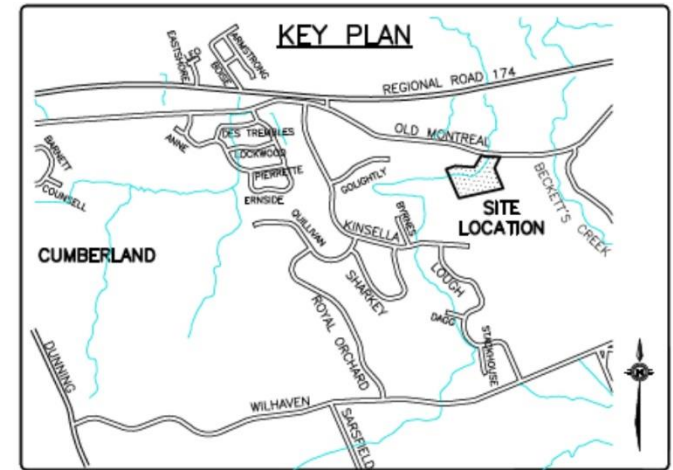 KEY PLAN
EASTSHORE
ARMSTRONG
BOISE
REGIONAL ROAD 174
OLD MONTREAL
ANNE
DES TREMBLES
LOCKWOOD
PIERRETTE
ERNSIDE
BARNETT
COUNSELL
GOLIGHTLY
BECKETT'S CREEK
SITE
LOCATION
QUILLIVAN
KINSELLA
BYRNES
CUMBERLAND
SHARKEY
LOUGH
ROYAL ORCHARD
DAGG
STACKHOUSE
DUNNING
WILHAVEN
SARSFIELD
N